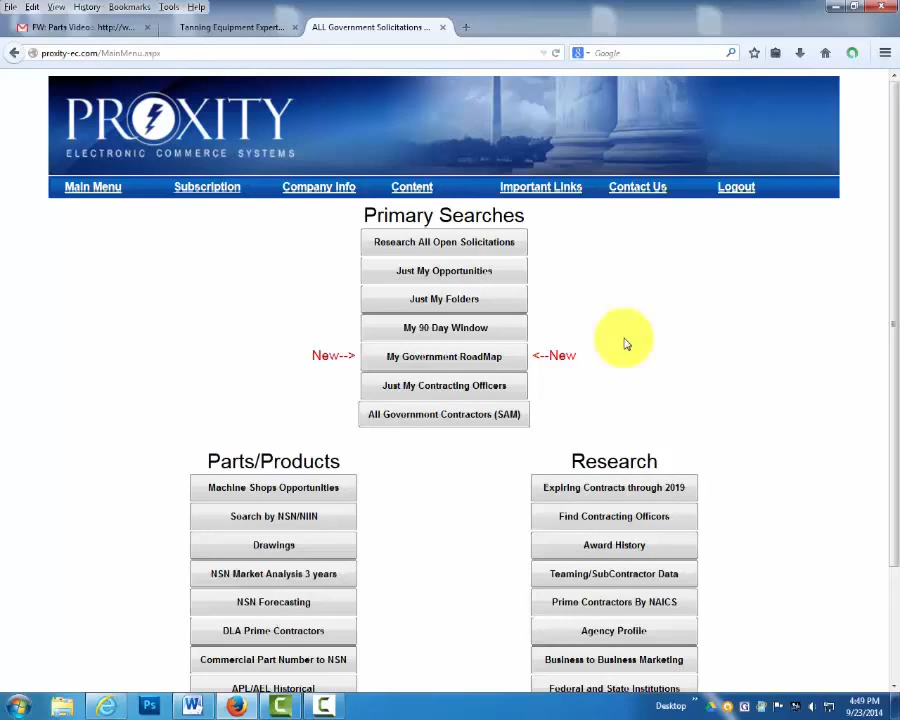 File Edit View History Bookmarks Tools Help
FW: Parts Video: http://w... × Tanning Equipment Expert... × ALL Government Solicitations ... × +
proxity-ec.com/MainMenu.aspx Google
PROXITY
ELECTRONIC COMMERCE SYSTEMS
Main Menu Subscription Company Info Content Important Links Contact Us Logout
Primary Searches
Research All Open Solicitations
Just My Opportunities
Just My Folders
My 90 Day Window
New--> My Government RoadMap <--New
Just My Contracting Officers
All Government Contractors (SAM)
Parts/Products
Machine Shops Opportunities
Search by NSN/NIIN
Drawings
NSN Market Analysis 3 years
NSN Forecasting
DLA Prime Contractors
Commercial Part Number to NSN
APL/AEL Historical
Research
Expiring Contracts through 2019
Find Contracting Officers
Award History
Teaming/SubContractor Data
Prime Contractors By NAICS
Agency Profile
Business to Business Marketing
Federal and State Institutions
Desktop » 4:49 PM
9/23/2014